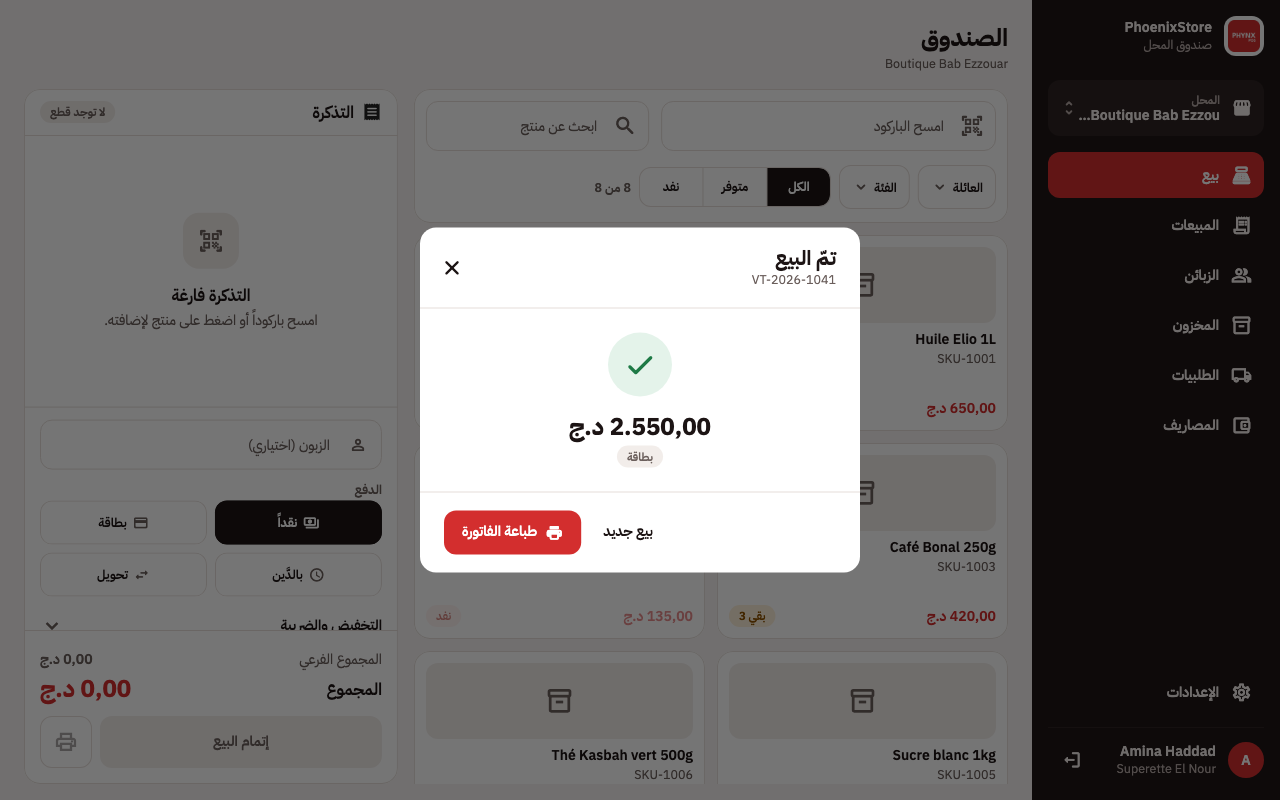 PhoenixStore
صندوق المحل
PHYNX
المحل
Boutique Bab Ezzou...
بيع
المبيعات
الزبائن
المخزون
الطلبيات
المصاريف
الإعدادات
A
Amina Haddad
Superette El Nour
الصندوق
Boutique Bab Ezzouar
امسح الباركود
ابحث عن منتج
العائلة
الفئة
الكل
متوفر
نفد
8 من 8
Huile Elio 1L
SKU-1001
650,00 د.ج
Café Bonal 250g
SKU-1003
420,00 د.ج
بقي 3
135,00 د.ج
نفد
Sucre blanc 1kg
SKU-1005
Thé Kasbah vert 500g
SKU-1006
التذكرة
لا توجد قطع
التذكرة فارغة
امسح باركوداً أو اضغط على منتج لإضافته.
الزبون (اختياري)
الدفع
نقداً
بطاقة
بالدَّين
تحويل
التخفيض والضريبة
المجموع الفرعي
0,00 د.ج
المجموع
0,00 د.ج
إتمام البيع
تمّ البيع
VT-2026-1041
2.550,00 د.ج
بطاقة
بيع جديد
طباعة الفاتورة